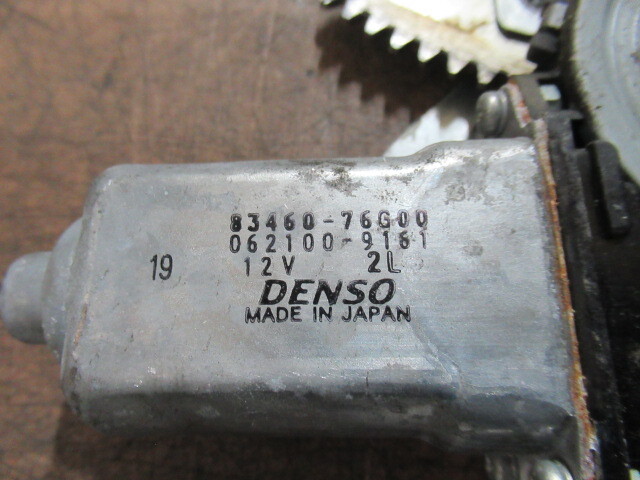 83460-76G00
062100-9161
19 12V 2L
DENSO
MADE IN JAPAN